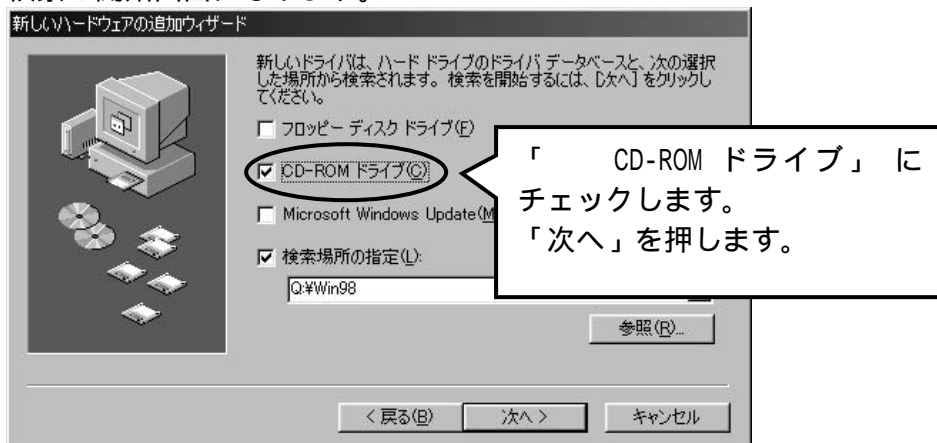 新しいハードウェアの追加ウィザード
新しいドライバは、ハード ドライブのドライバ データベースと、次の選択
した場所から検索されます。検索を開始するには、[次へ] をクリックし
てください。
フロッピー ディスク ドライブ(F)
CD-ROM ドライブ(C)
Microsoft Windows Update(M
検索場所の指定(L):
Q:¥Win98
参照(R)...
< 戻る(B)
次へ >
キャンセル
「 CD-ROM ドライブ」 に
チェックします。
「次へ」を押します。